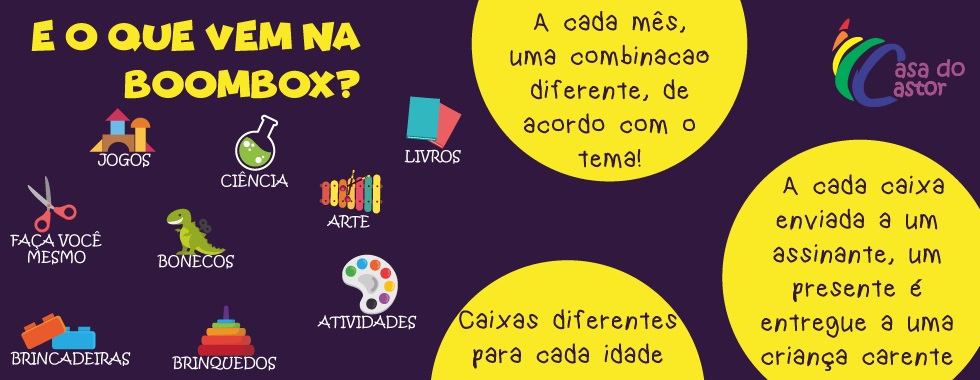 E O QUE VEM NA
BOOMBOX?
JOGOS
CIÊNCIA
LIVROS
FAÇA VOCÊ
MESMO
BONECOS
ARTE
ATIVIDADES
BRINCADEIRAS
BRINQUEDOS
A cada mês,
uma combinacao
diferente, de
acordo com o
tema!
Caixas diferentes
para cada idade
Casa do
Castor
A cada caixa
enviada a um
assinante, um
presente é
entregue a uma
criança carente